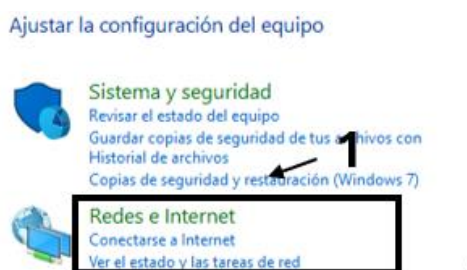 Ajustar la configuración del equipo
Sistema y seguridad
Revisar el estado del equipo
Guardar copias de seguridad de tus archivos con
Historial de archivos
1
Copias de seguridad y restauración (Windows 7)
Redes e Internet
Conectarse a Internet
Ver el estado y las tareas de red